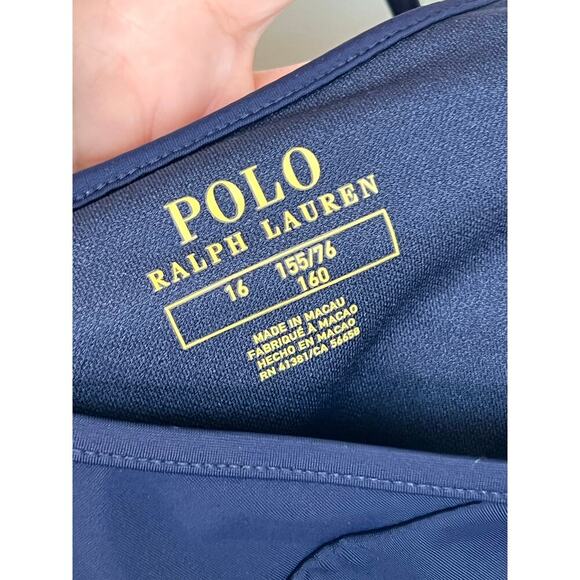 POLO
RALPH LAUREN
16 155/76
160
MADE IN MACAU
FABRIQUÉ À MACAO
HECHO EN MACAO
RN 41381/CA 56658